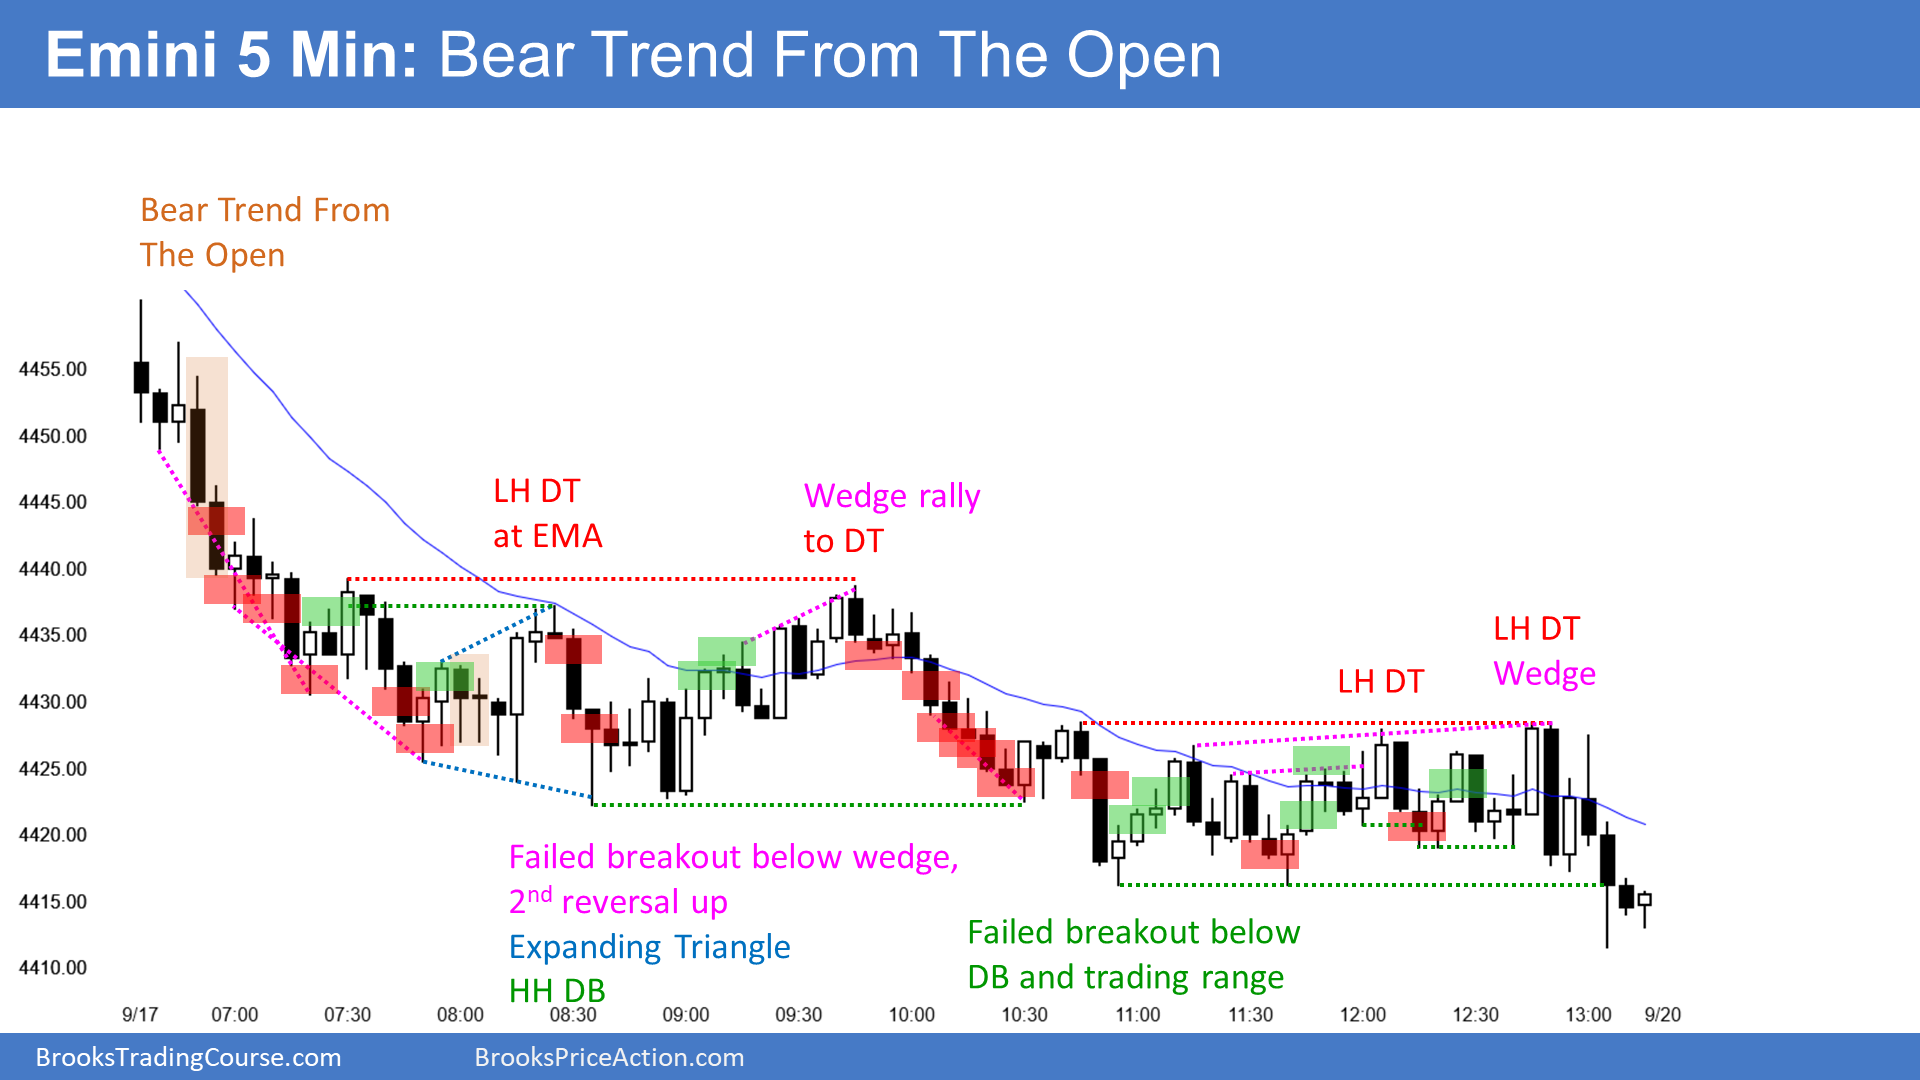 Emini 5 Min: Bear Trend From The Open
Bear Trend From
The Open
LH DT
at EMA
Wedge rally
to DT
LH DT
Wedge
LH DT
Failed breakout below wedge,
2nd reversal up
Expanding Triangle
HH DB
Failed breakout below
DB and trading range
4455.00
4450.00
4445.00
4440.00
4435.00
4430.00
4425.00
4420.00
4415.00
4410.00
9/17 07:00 07:30 08:00 08:30 09:00 09:30 10:00 10:30 11:00 11:30 12:00 12:30 13:00 9/20
BrooksTradingCourse.com BrooksPriceAction.com